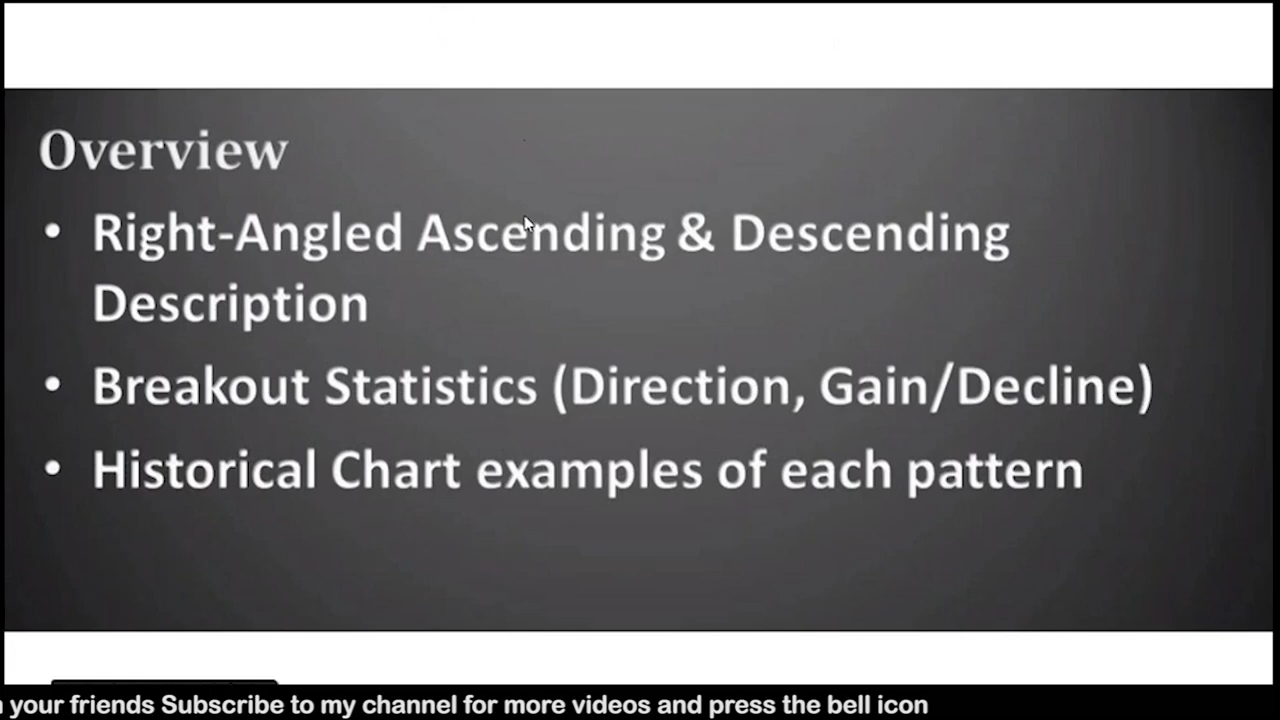 Overview
• Right-Angled Ascending & Descending
Description
• Breakout Statistics (Direction, Gain/Decline)
• Historical Chart examples of each pattern
your friends Subscribe to my channel for more videos and press the bell icon